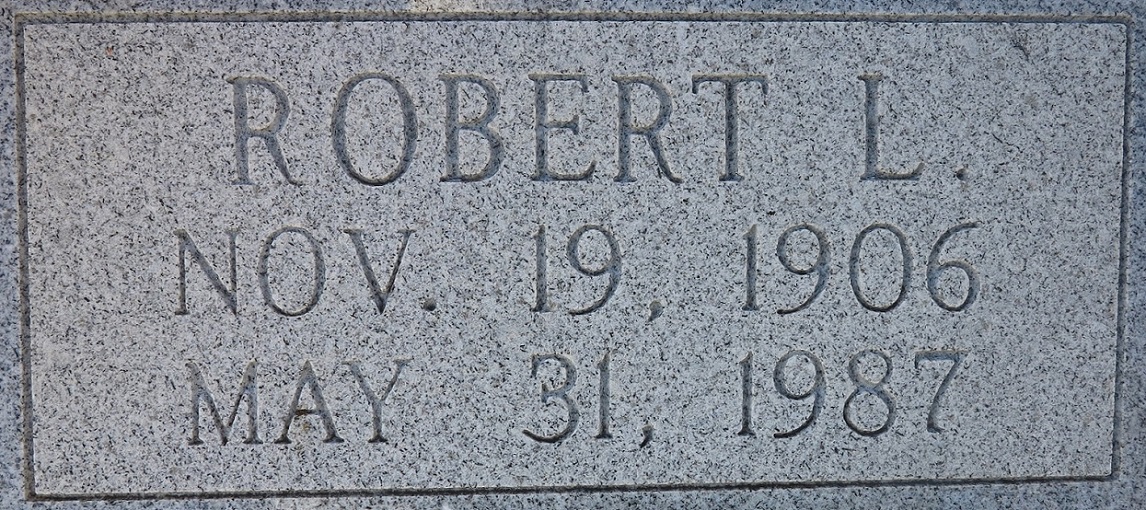 ROBERT L.
NOV. 19, 1906
MAY 31, 1987